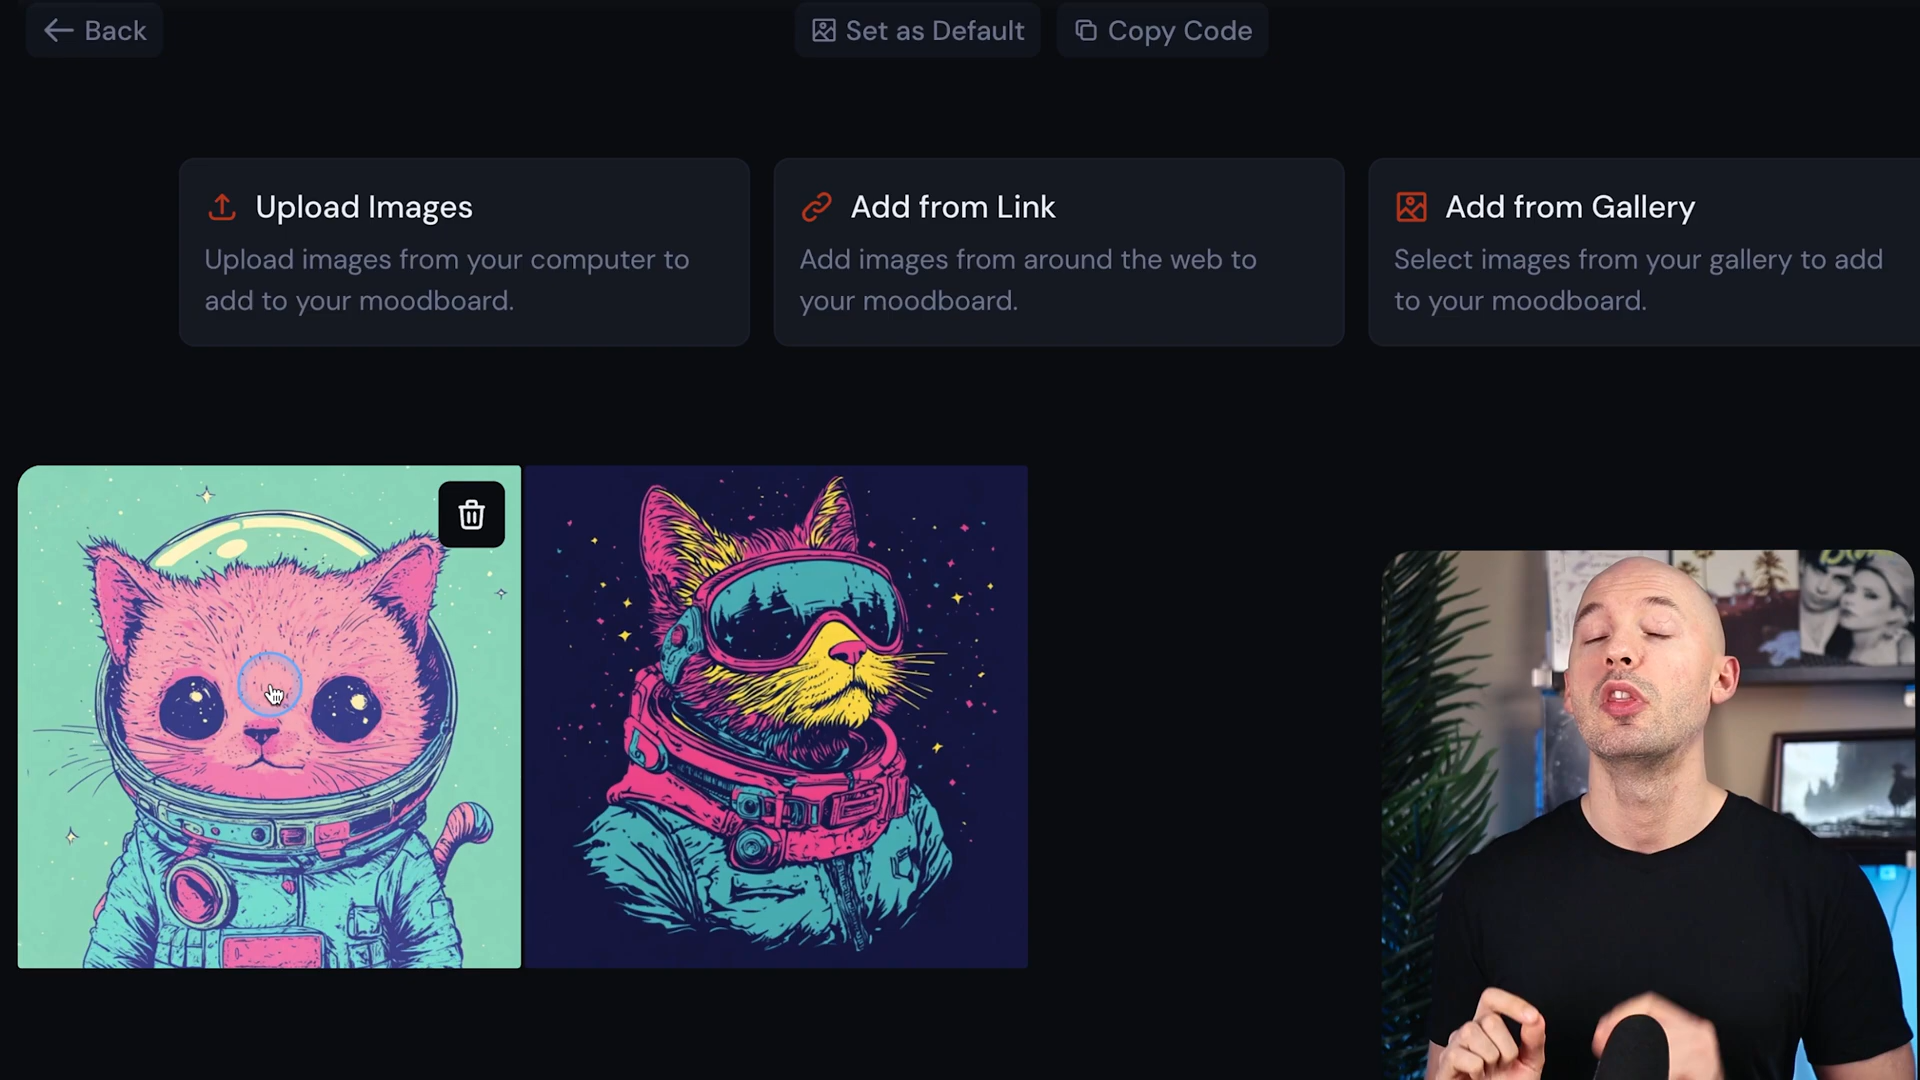 Back
Set as Default
Copy Code
Upload Images
Upload images from your computer to
add to your moodboard.
Add from Link
Add images from around the web to
your moodboard.
Add from Gallery
Select images from your gallery to add
to your moodboard.